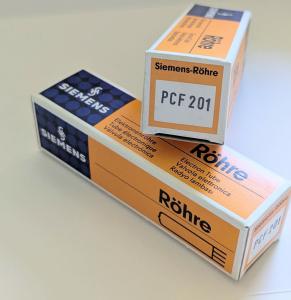 Siemens-Röhre
PCF 201
SIEMENS
SIEMENS
Elektronenröhre
Tube électronique
Válvula electrónica
Röhre
Electron Tube
Valvola elettronica
Radyo lambası
Röhre
PCF 201